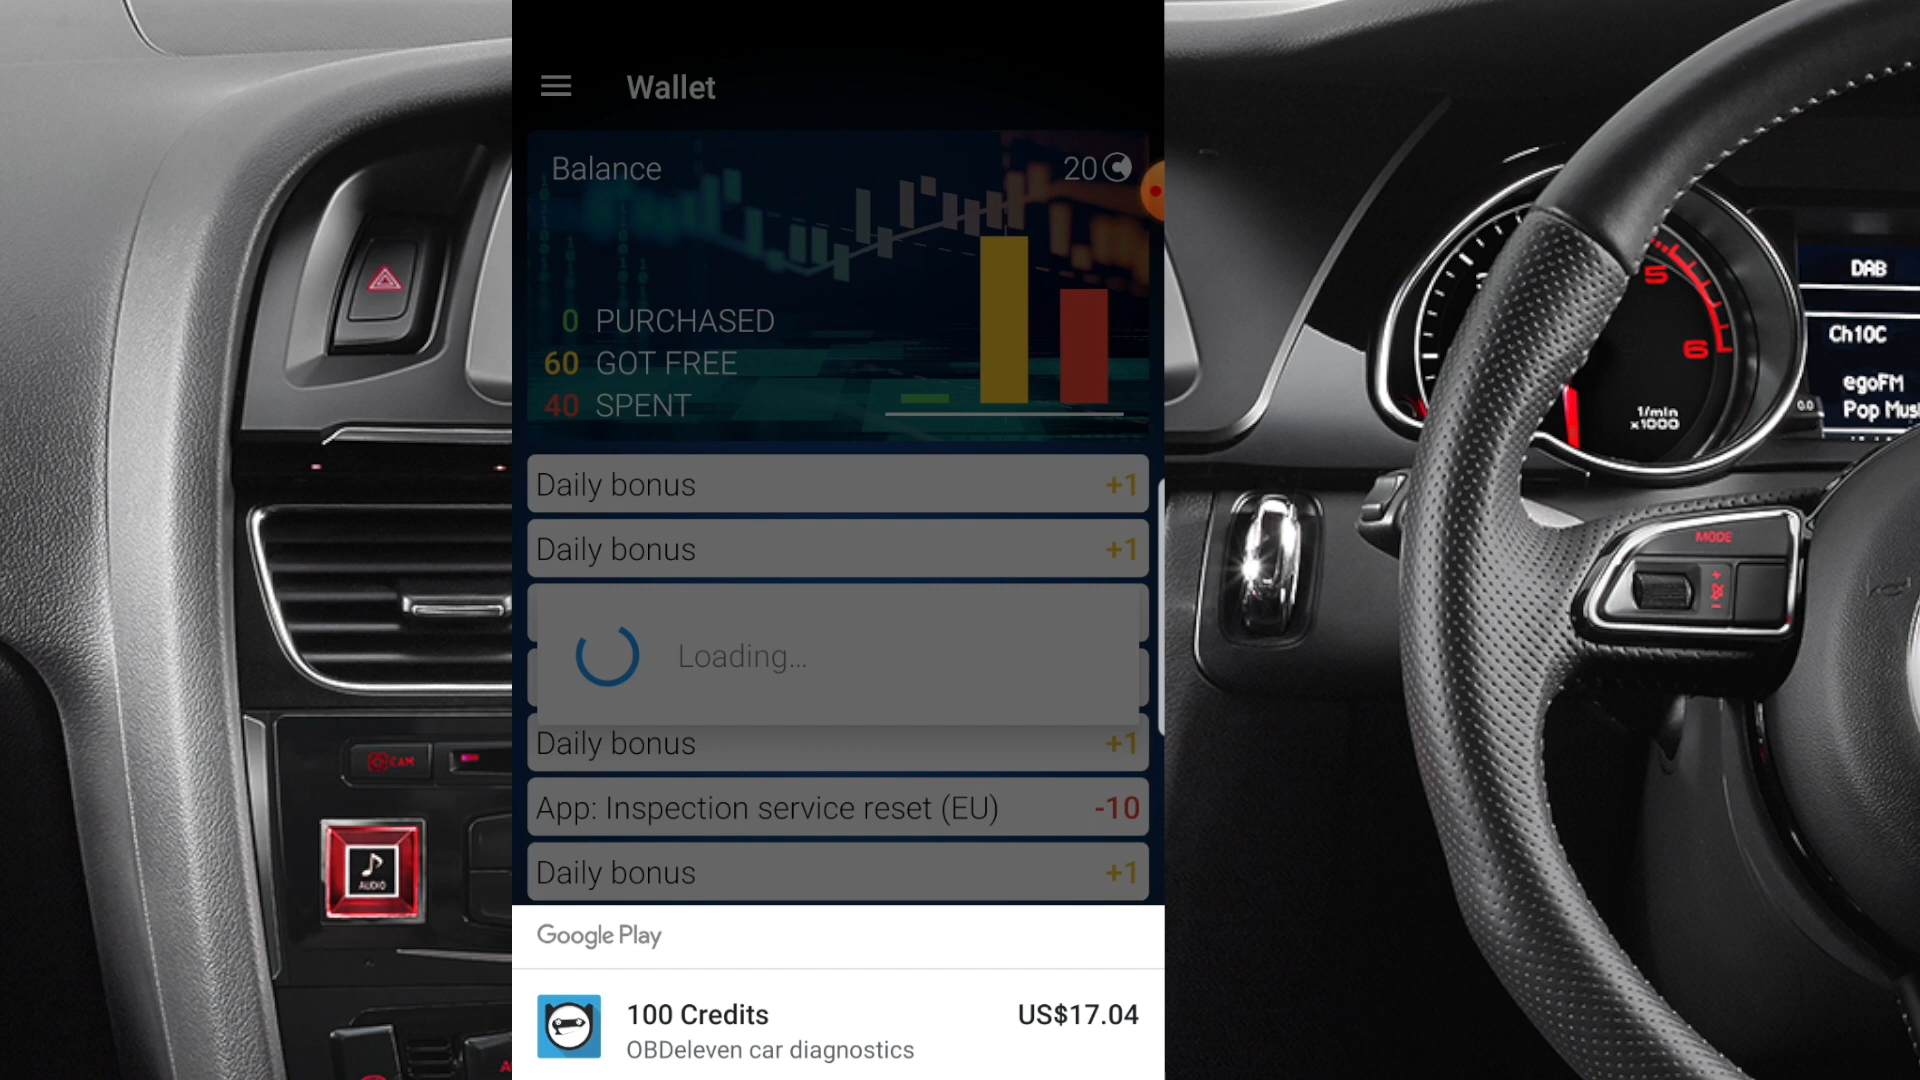 Wallet
Balance 20
0 PURCHASED
60 GOT FREE
40 SPENT
Daily bonus +1
Daily bonus +1
Loading...
Daily bonus +1
App: Inspection service reset (EU) -10
Daily bonus +1
Google Play
100 Credits US$17.04
OBDeleven car diagnostics
CAM
AUDIO
5
6
1/min
x1000
0.0
DAB
Ch10C
egoFM
MODE
+
-